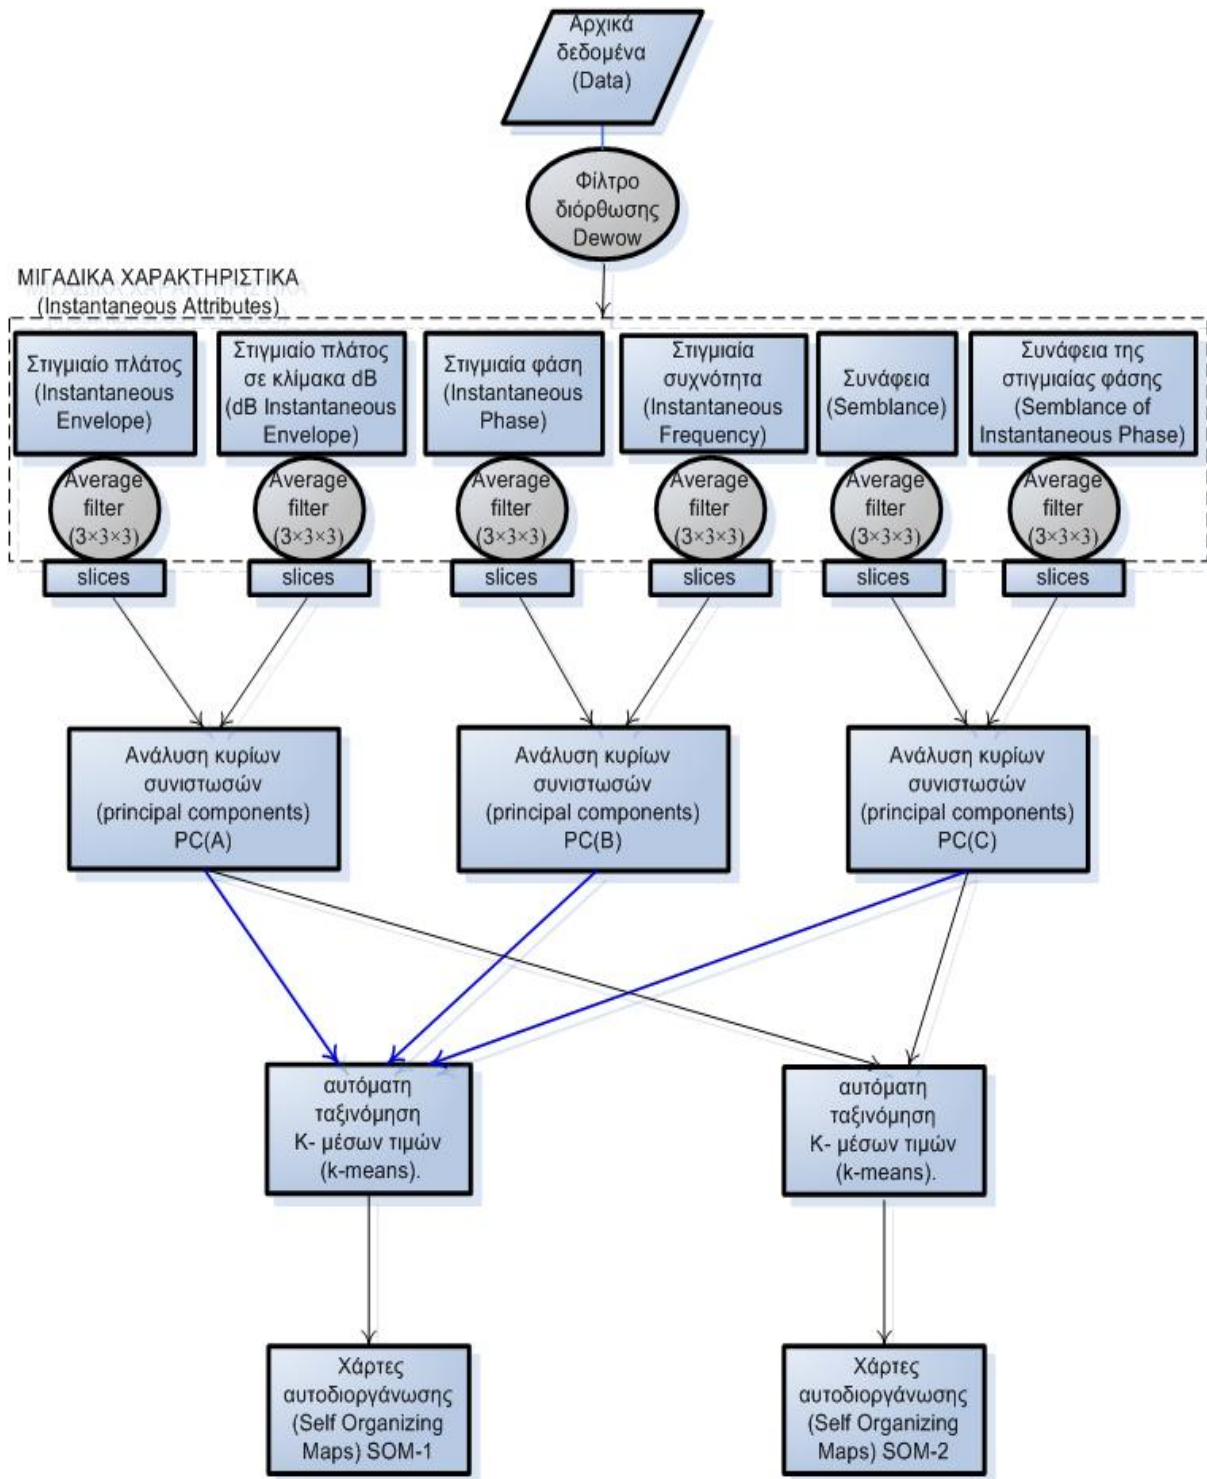 Αρχικά
δεδομένα
(Data)
Φίλτρο
διόρθωσης
Dewow
ΜΙΓΑΔΙΚΑ ΧΑΡΑΚΤΗΡΙΣΤΙΚΑ
(Instantaneous Attributes)
Στιγμιαίο πλάτος
(Instantaneous
Envelope)
Στιγμιαίο πλάτος
σε κλίμακα dB
(dB Instantaneous
Envelope)
Στιγμιαία φάση
(Instantaneous
Phase)
Στιγμιαία
συχνότητα
(Instantaneous
Frequency)
Συνάφεια
(Semblance)
Συνάφεια της
στιγμιαίας φάσης
(Semblance of
Instantaneous Phase)
Average
filter
(3×3×3)
Average
filter
(3×3×3)
Average
filter
(3×3×3)
Average
filter
(3×3×3)
Average
filter
(3×3×3)
Average
filter
(3×3×3)
slices
slices
slices
slices
slices
slices
Ανάλυση κυρίων
συνιστωσών
(principal components)
PC(A)
Ανάλυση κυρίων
συνιστωσών
(principal components)
PC(B)
Ανάλυση κυρίων
συνιστωσών
(principal components)
PC(C)
αυτόματη
ταξινόμηση
Κ- μέσων τιμών
(k-means).
αυτόματη
ταξινόμηση
Κ- μέσων τιμών
(k-means).
Χάρτες
αυτοδιοργάνωσης
(Self Organizing
Maps) SOM-1
Χάρτες
αυτοδιοργάνωσης
(Self Organizing
Maps) SOM-2